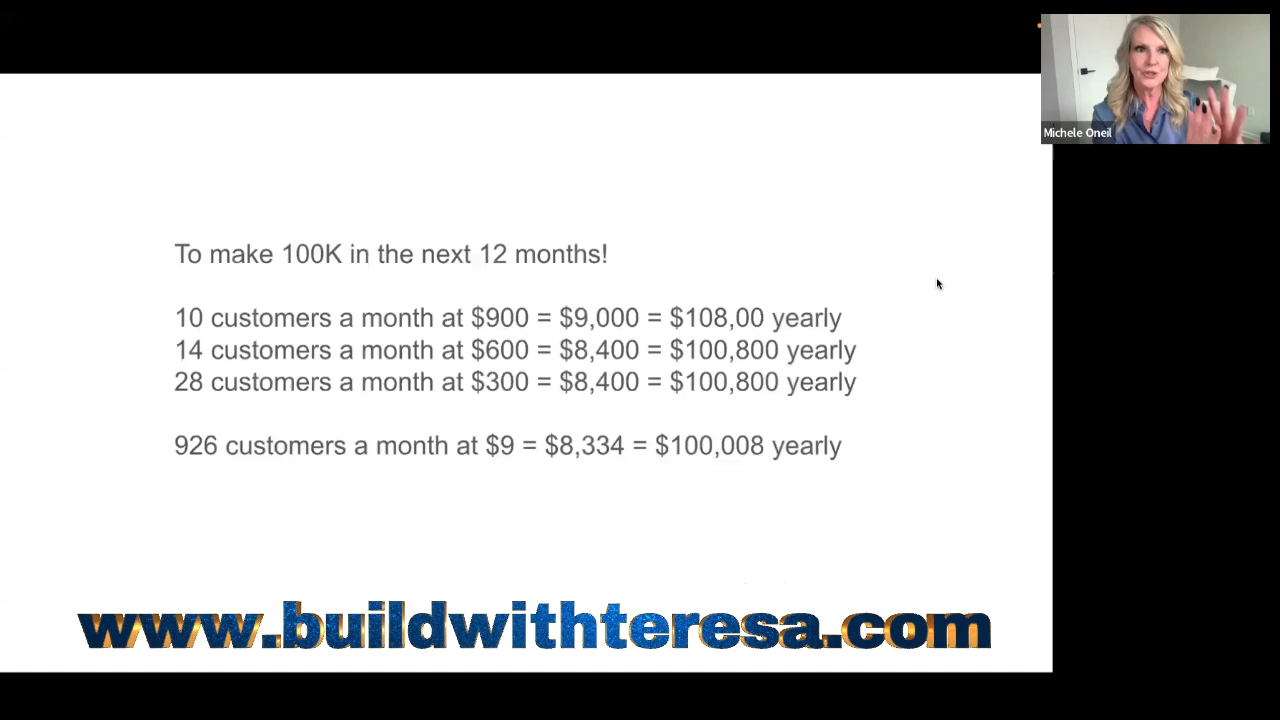 Michele Oneil
To make 100K in the next 12 months!
10 customers a month at $900 = $9,000 = $108,00 yearly
14 customers a month at $600 = $8,400 = $100,800 yearly
28 customers a month at $300 = $8,400 = $100,800 yearly
926 customers a month at $9 = $8,334 = $100,008 yearly
www.buildwithteresa.com